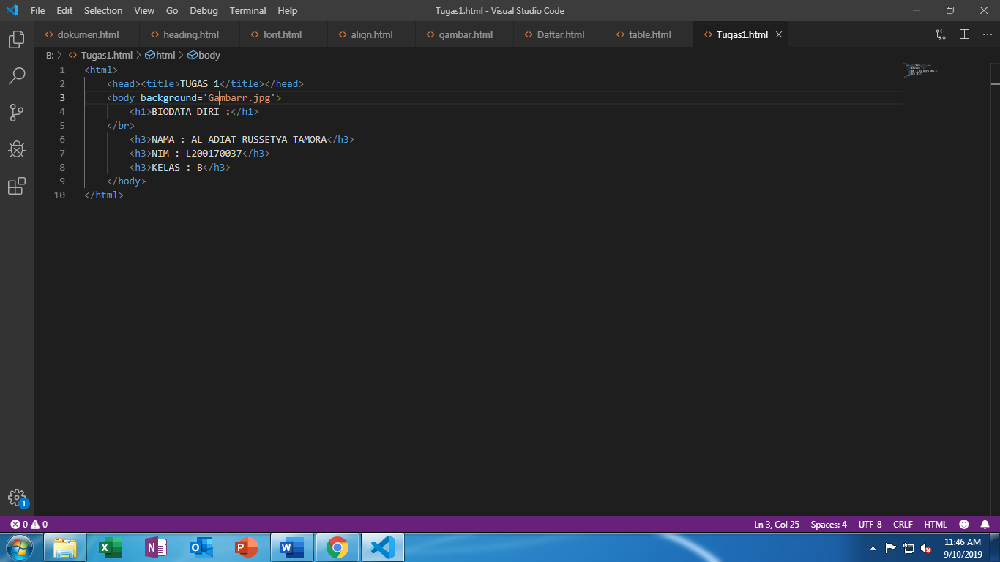 File Edit Selection View Go Debug Terminal Help Tugas1.html - Visual Studio Code
dokumen.html heading.html font.html align.html gambar.html Daftar.html table.html Tugas1.html
B: > Tugas1.html > html > body
1 <html>
2 <head><title>TUGAS 1</title></head>
3 <body background='Gambarr.jpg'>
4 <h1>BIODATA DIRI :</h1>
5 </br>
6 <h3>NAMA : AL ADIAT RUSSETYA TAMORA</h3>
7 <h3>NIM : L200170037</h3>
8 <h3>KELAS : B</h3>
9 </body>
10 </html>
1
0 0 Ln 3, Col 25 Spaces: 4 UTF-8 CRLF HTML
X N O P W
11:46 AM
9/10/2019